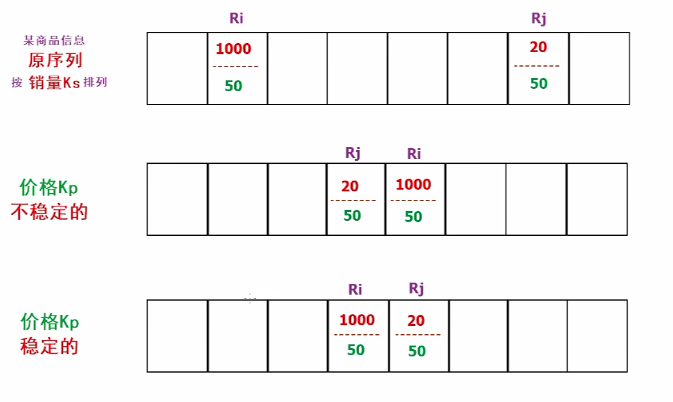 Ri Rj
某商品信息
原序列
按 销量Ks 排列
1000 20
50 50
Rj Ri
价格Kp
不稳定的
20 1000
50 50
Ri Rj
价格Kp
稳定的
1000 20
50 50